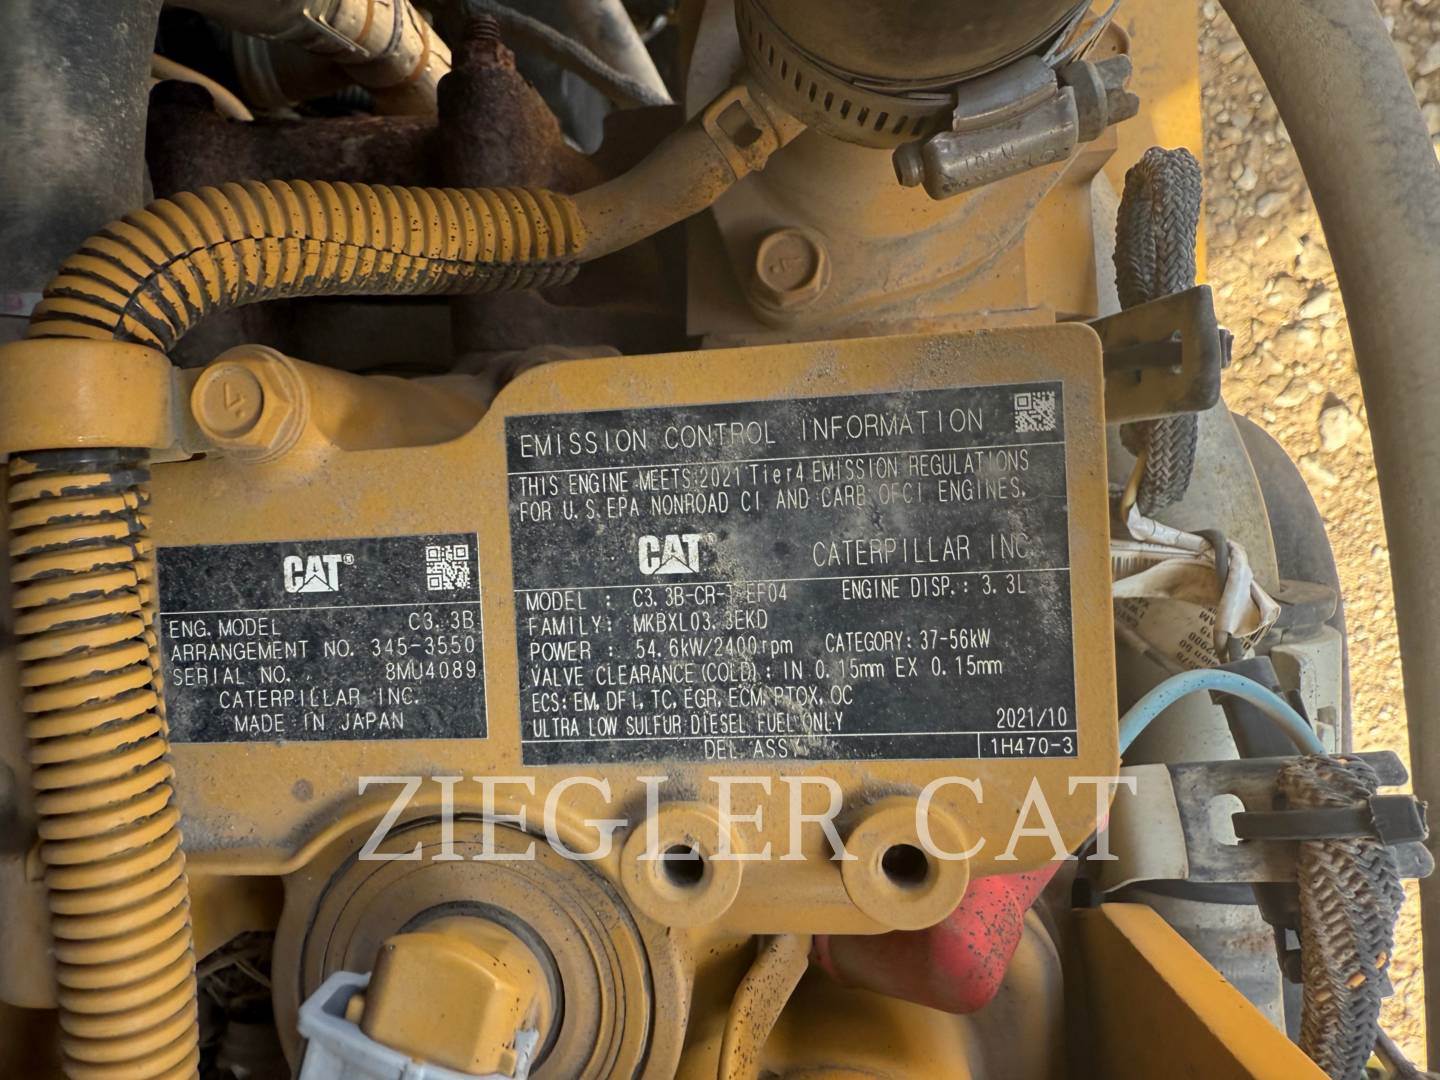 EMISSION CONTROL INFORMATION
THIS ENGINE MEETS 2021 Tier4 EMISSION REGULATIONS
FOR U.S. EPA NONROAD CI AND CARB OFCI ENGINES.
CAT® CATERPILLAR INC.
MODEL : C3.3B-CR- EF04 ENGINE DISP.: 3.3L
FAMILY: MKBXL03.3EKD
POWER : 54.6kW/2400rpm CATEGORY: 37-56kW
VALVE CLEARANCE(COLD): IN 0.15mm EX 0.15mm
ECS: EM, DFI, TC, EGR, ECM, PTOX, OC
ULTRA LOW SULFUR DIESEL FUEL ONLY 2021/10
DEL ASSY 1H470-3
CAT®
ENG. MODEL C3.3B
ARRANGEMENT NO. 345-3550
SERIAL NO. 8MU4089
CATERPILLAR INC.
MADE IN JAPAN
ZIEGLER CAT
4
4